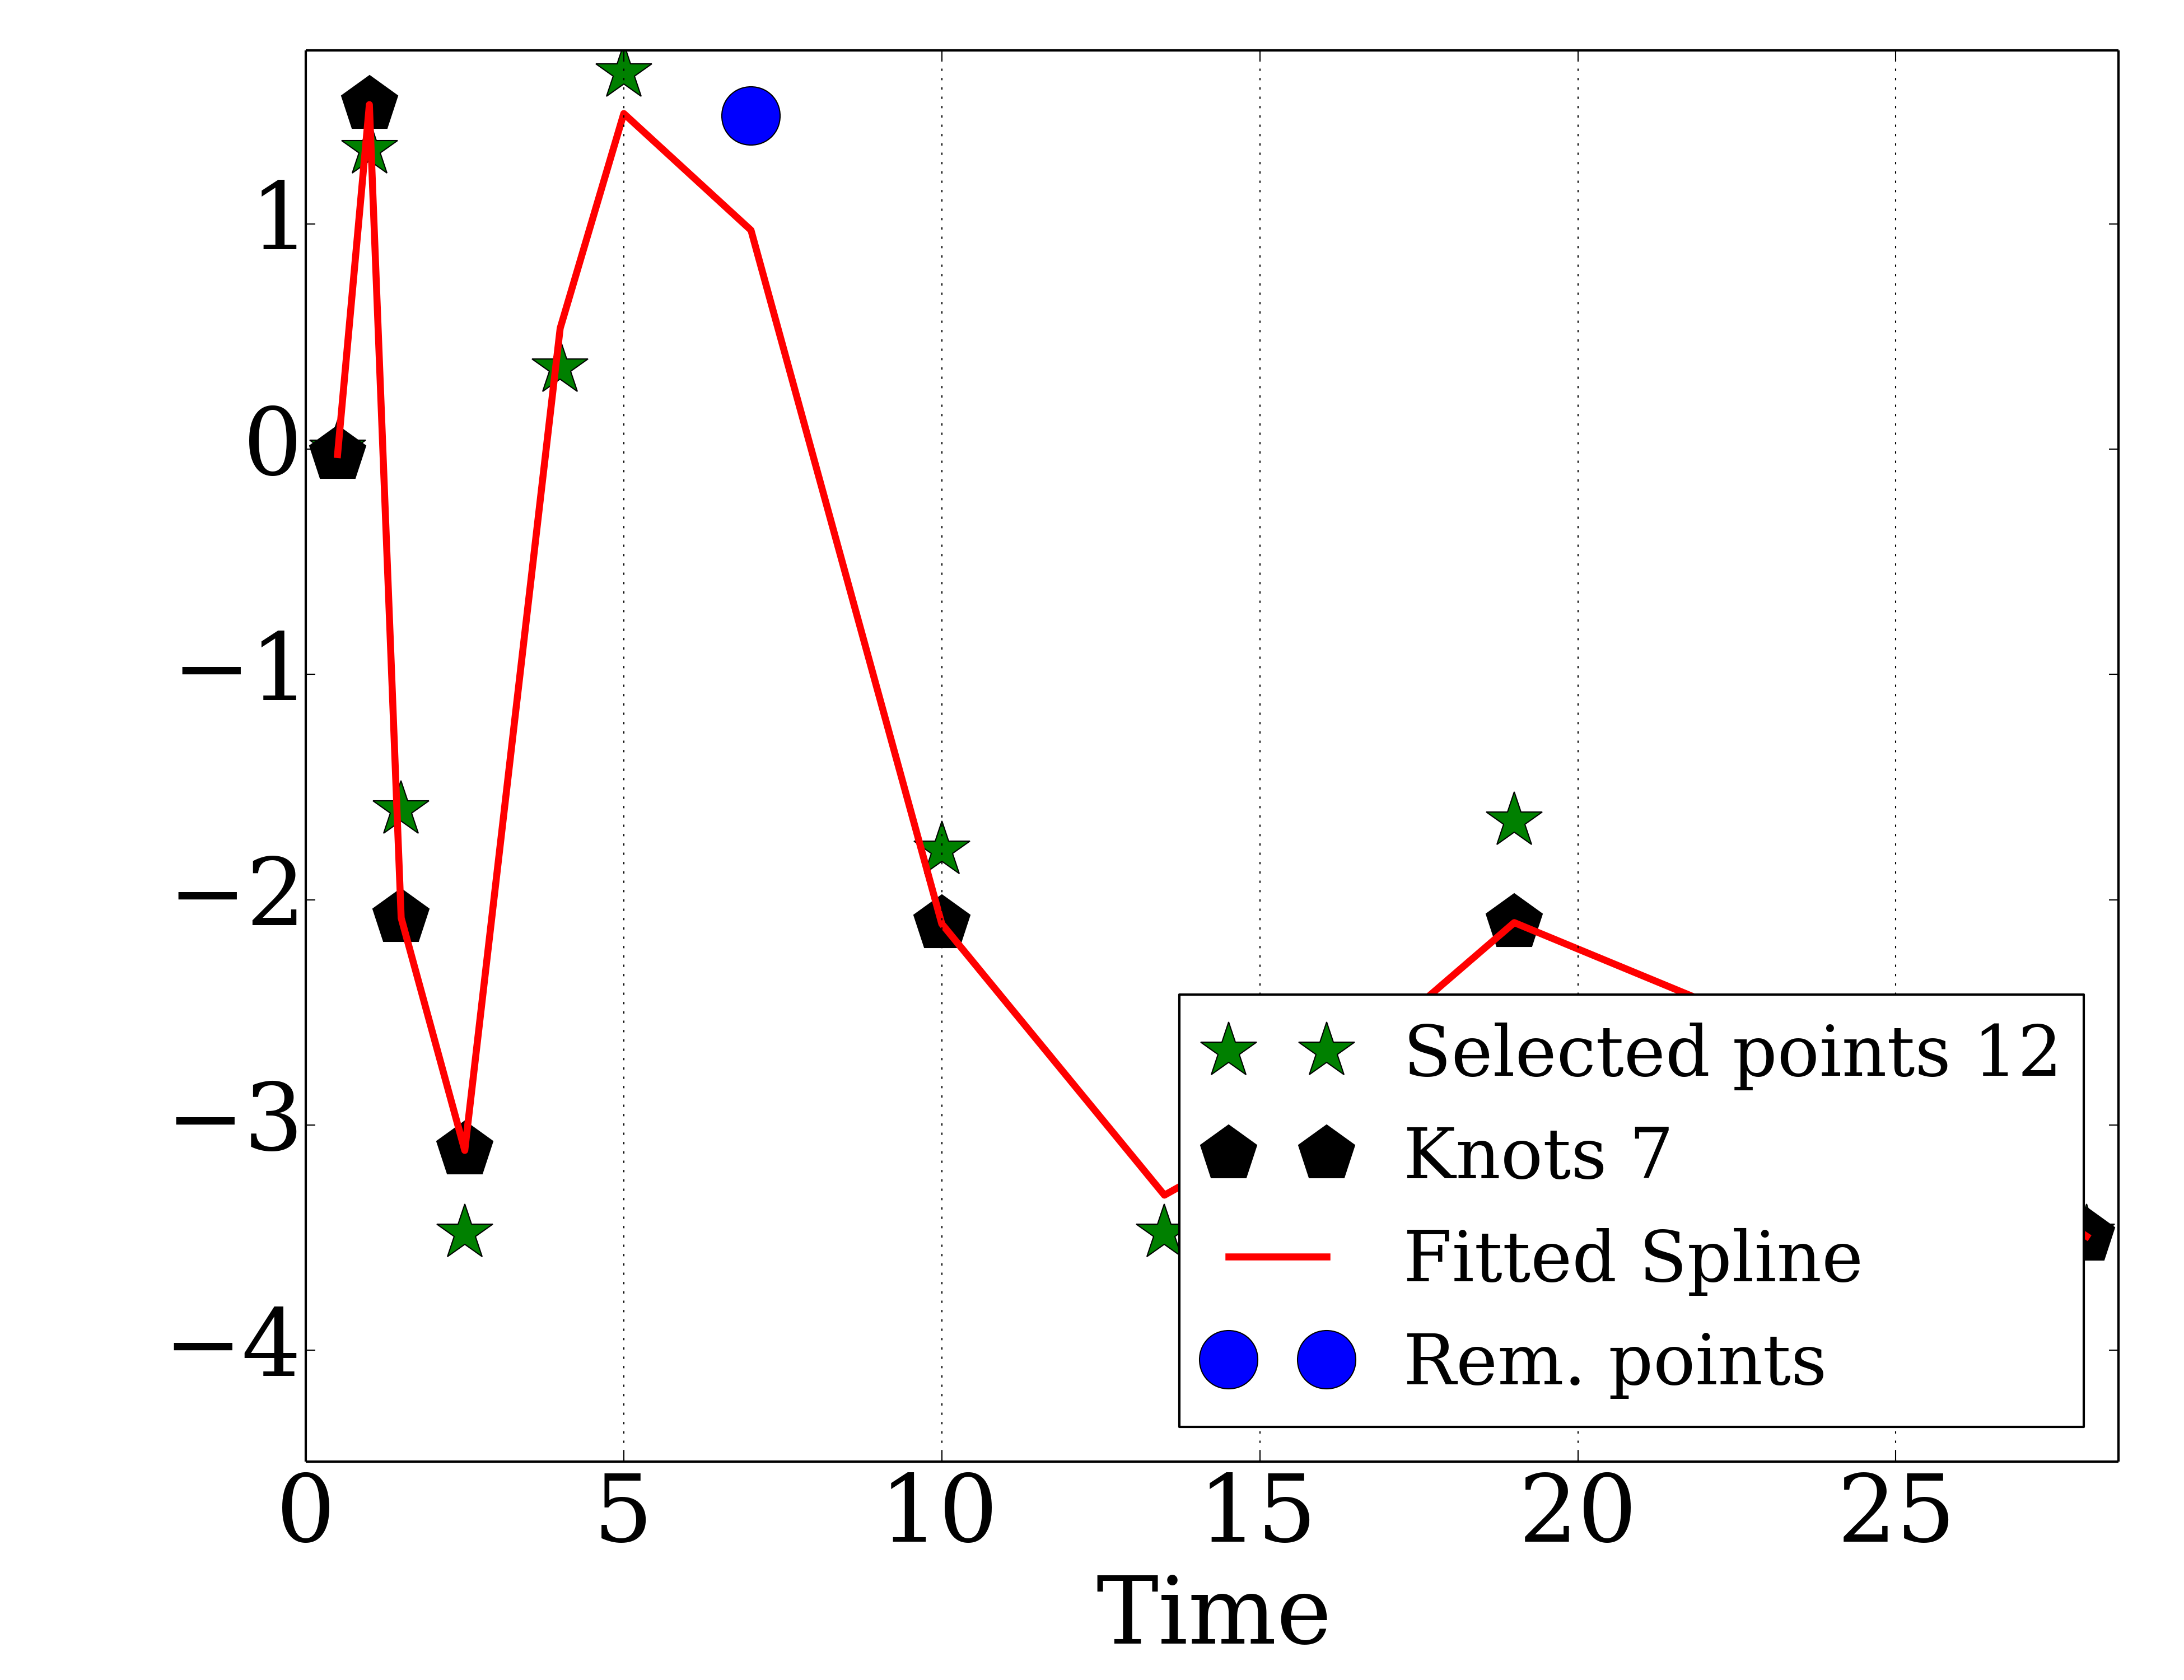 1
0
−1
−2
−3
−4
0 5 10 15 20 25
Time
Selected points 12
Knots 7
Fitted Spline
Rem. points